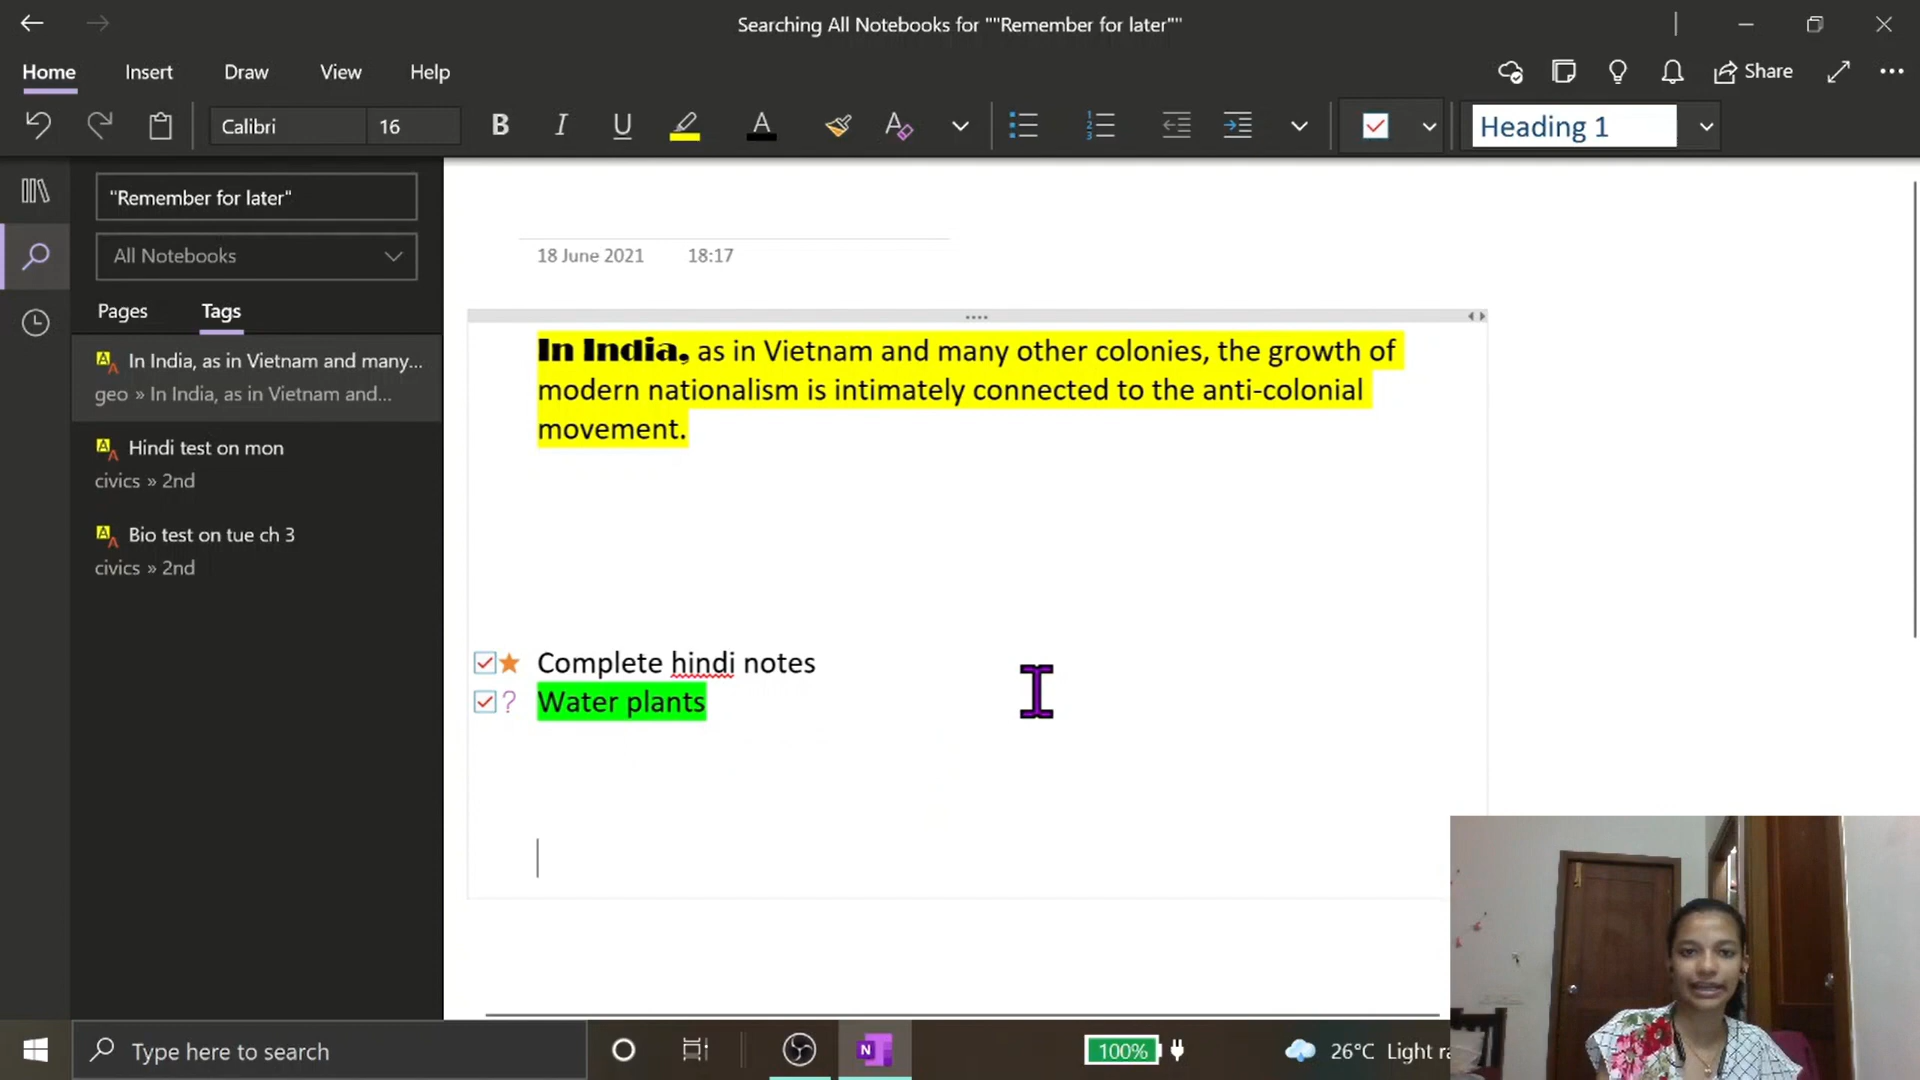 Searching All Notebooks for ""Remember for later""
Home Insert Draw View Help
Share
Calibri 16 B I U A A Heading 1
"Remember for later"
All Notebooks
Pages Tags
In India, as in Vietnam and many...
geo » In India, as in Vietnam and...
Hindi test on mon
civics » 2nd
Bio test on tue ch 3
civics » 2nd
18 June 2021 18:17
In India, as in Vietnam and many other colonies, the growth of
modern nationalism is intimately connected to the anti-colonial
movement.
Complete hindi notes
? Water plants
Type here to search
N
100%
26°C Light ra